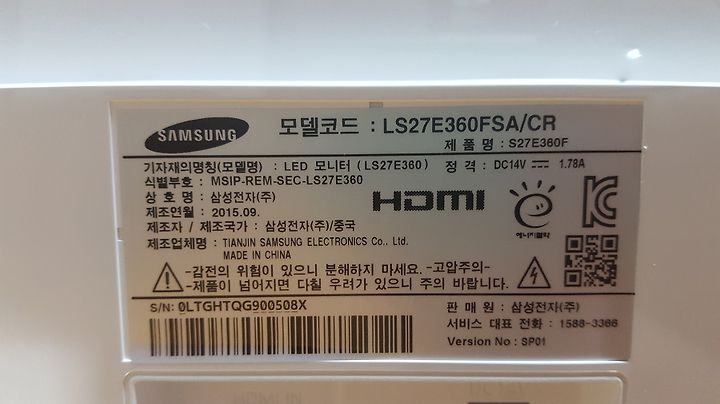 SAMSUNG
모델코드 : LS27E360FSA/CR
제 품 명 : S27E360F
기자재의명칭(모델명) : LED 모니터 (LS27E360)
정 격 : DC14V ⎓ 1.78A
식별부호 : MSIP-REM-SEC-LS27E360
상 호 명 : 삼성전자(주)
제조연월 : 2015.09.
제조자 / 제조국가 : 삼성전자(주)/중국
제조업체명 : TIANJIN SAMSUNG ELECTRONICS Co., Ltd.
MADE IN CHINA
HDMI
에너지절약
-감전의 위험이 있으니 분해하지 마세요. -고압주의-
-제품이 넘어지면 다칠 우려가 있으니 주의 바랍니다.
S/N: 0LTGHTQG900508X
판 매 원 : 삼성전자(주)
서비스 대표 전화 : 1588-3366
Version No : SP01
DC14V